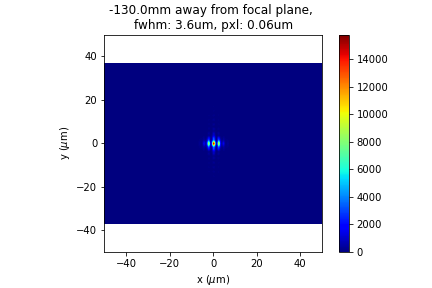 -130.0mm away from focal plane,
fwhm: 3.6um, pxl: 0.06um
40
20
0
−20
−40
y (μm)
−40 −20 0 20 40
x (μm)
14000
12000
10000
8000
6000
4000
2000
0